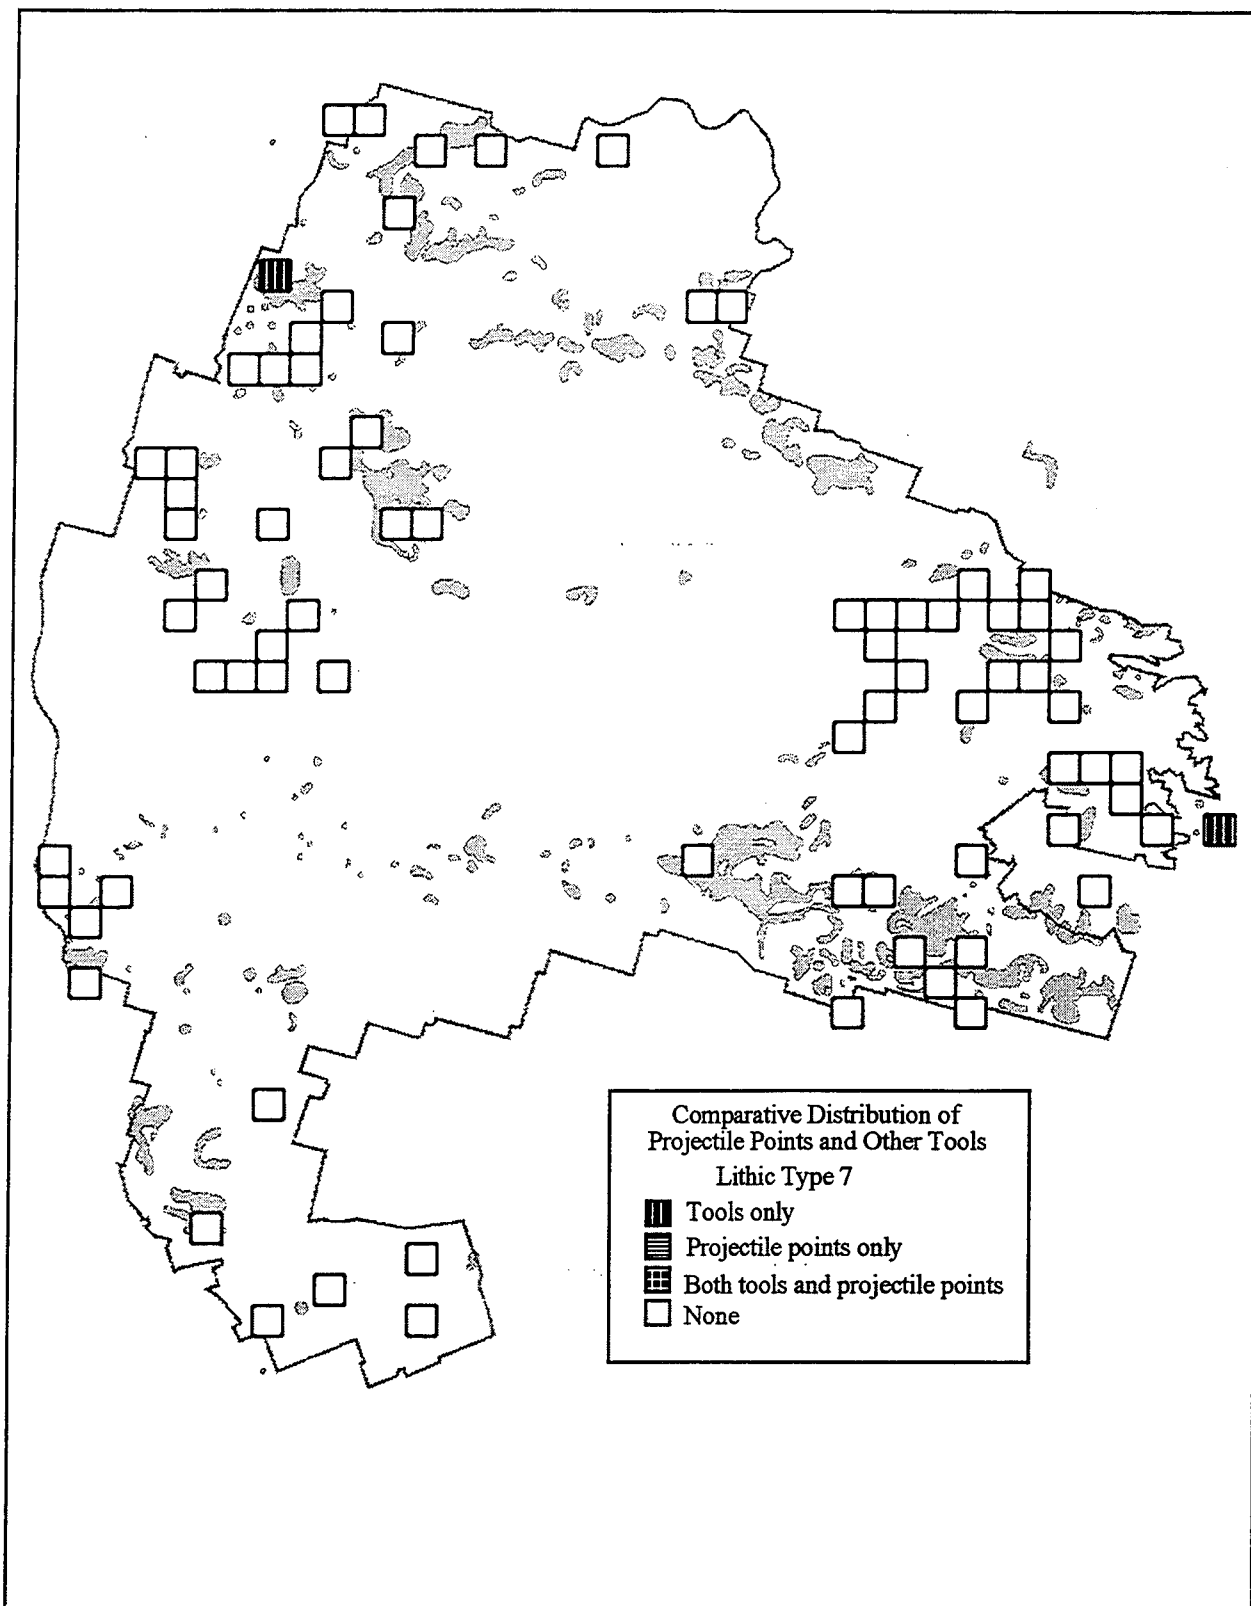 Comparative Distribution of
Projectile Points and Other Tools
Lithic Type 7
Tools only
Projectile points only
Both tools and projectile points
None